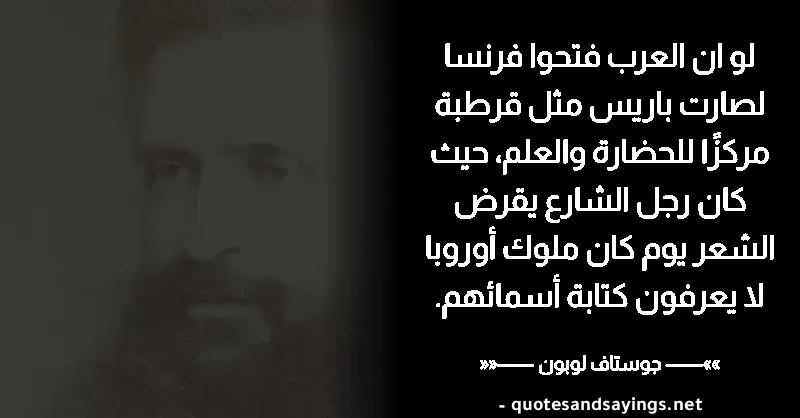 لو ان العرب فتحوا فرنسا
لصارت باريس مثل قرطبة
مركزًا للحضارة والعلم، حيث
كان رجل الشارع يقرض
الشعر يوم كان ملوك أوروبا
لا يعرفون كتابة أسمائهم.
»»—— جوستاف لوبون ——««
- quotesandsayings.net